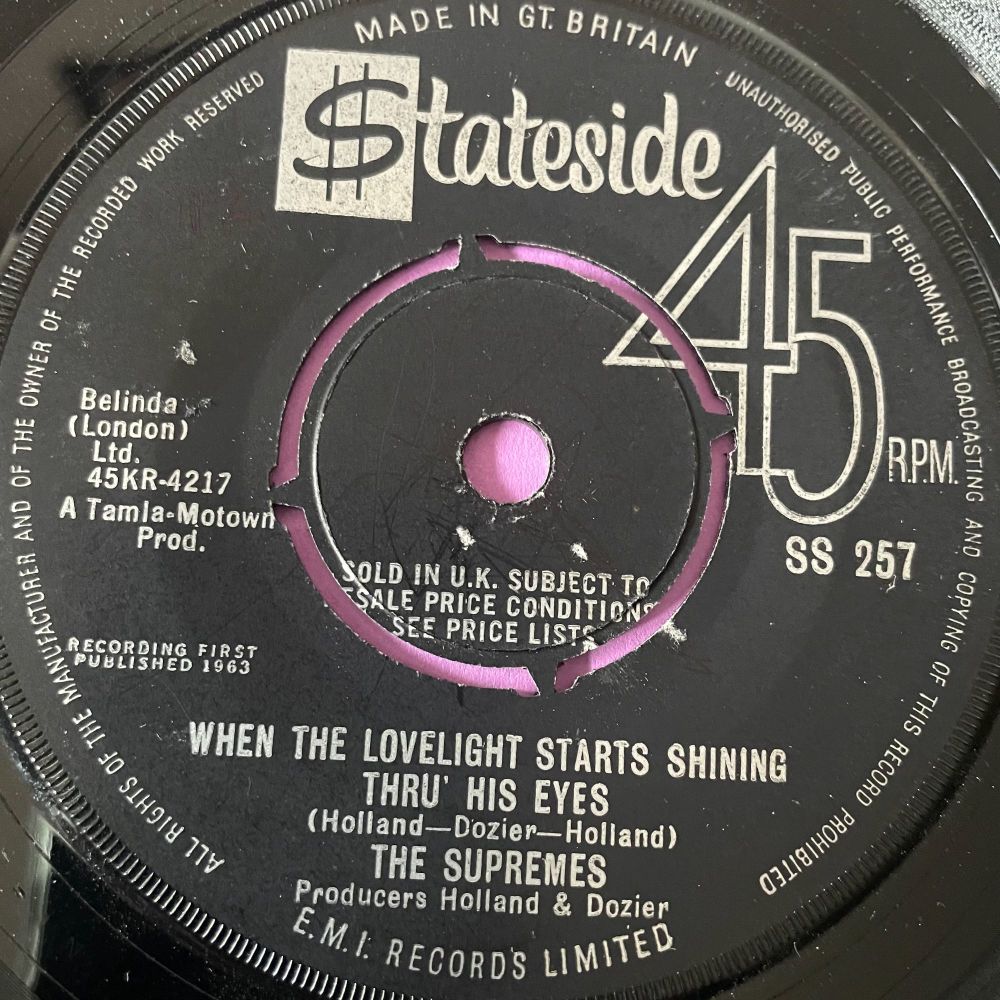 MADE IN GT. BRITAIN
UNAUTHORISED PUBLIC PERFORMANCE BROADCASTING AND COPYING OF THIS RECORD PROHIBITED
ALL RIGHTS OF THE MANUFACTURER AND OF THE OWNER OF THE RECORDED WORK RESERVED
$tateside
45
R.P.M.
Belinda
(London)
Ltd.
45KR-4217
A Tamla-Motown
Prod.
SS 257
SOLD IN U.K. SUBJECT TO
ESALE PRICE CONDITIONS
SEE PRICE LISTS
RECORDING FIRST
PUBLISHED 1963
WHEN THE LOVELIGHT STARTS SHINING
THRU' HIS EYES
(Holland—Dozier—Holland)
THE SUPREMES
Producers Holland & Dozier
E.M.I. RECORDS LIMITED